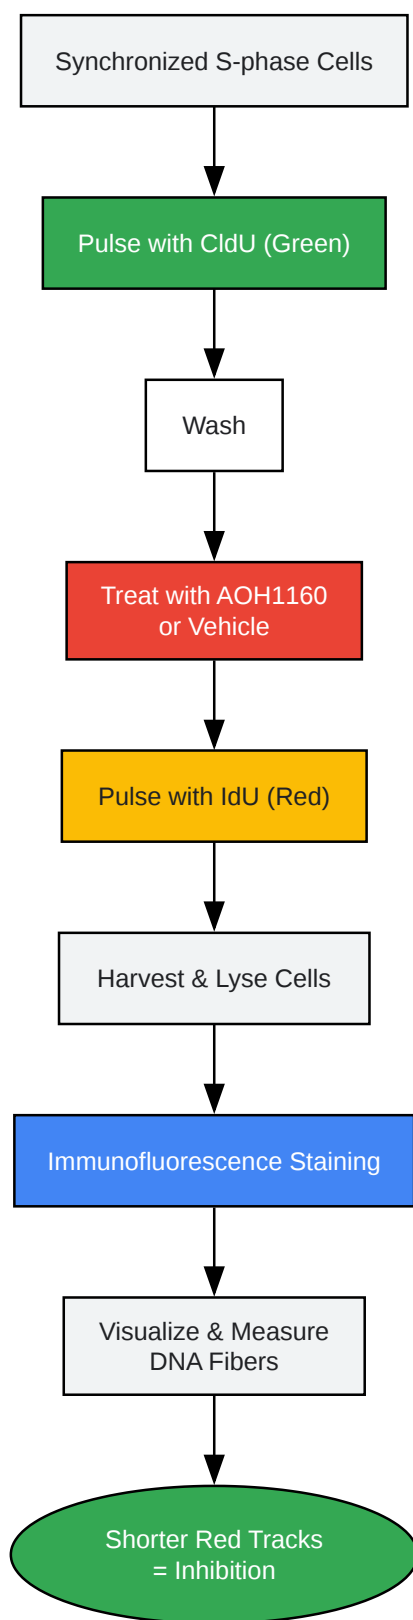 Synchronized S-phase Cells
Pulse with CldU (Green)
Wash
Treat with AOH1160
or Vehicle
Pulse with IdU (Red)
Harvest & Lyse Cells
Immunofluorescence Staining
Visualize & Measure
DNA Fibers
Shorter Red Tracks
= Inhibition